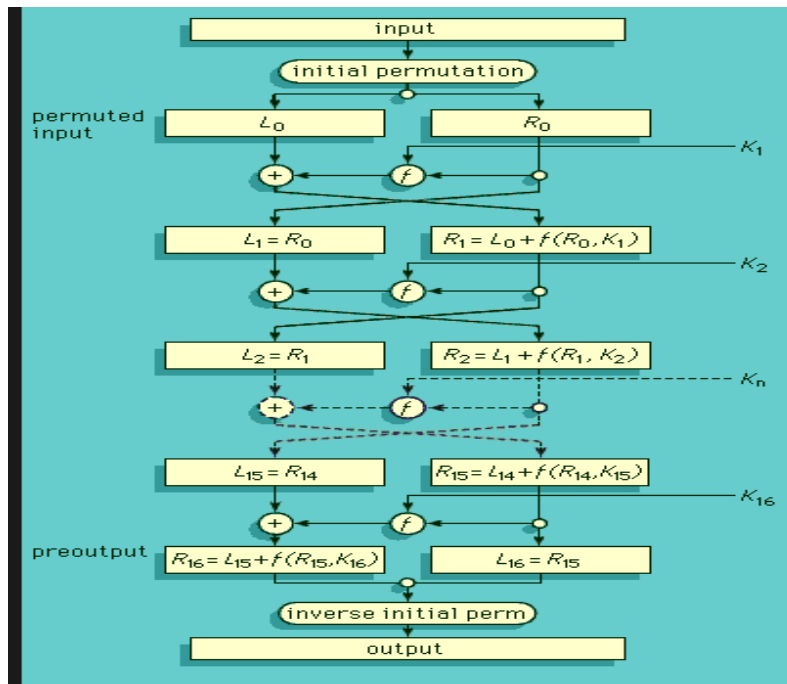 input
initial permutation
permuted
input
L₀
R₀
K₁
+
f
L₁ = R₀
R₁ = L₀ + f(R₀, K₁)
K₂
+
f
L₂ = R₁
R₂ = L₁ + f(R₁, K₂)
Kₙ
+
f
L₁₅ = R₁₄
R₁₅ = L₁₄ + f(R₁₄, K₁₅)
K₁₆
+
f
preoutput
R₁₆ = L₁₅ + f(R₁₅, K₁₆)
L₁₆ = R₁₅
inverse initial perm
output